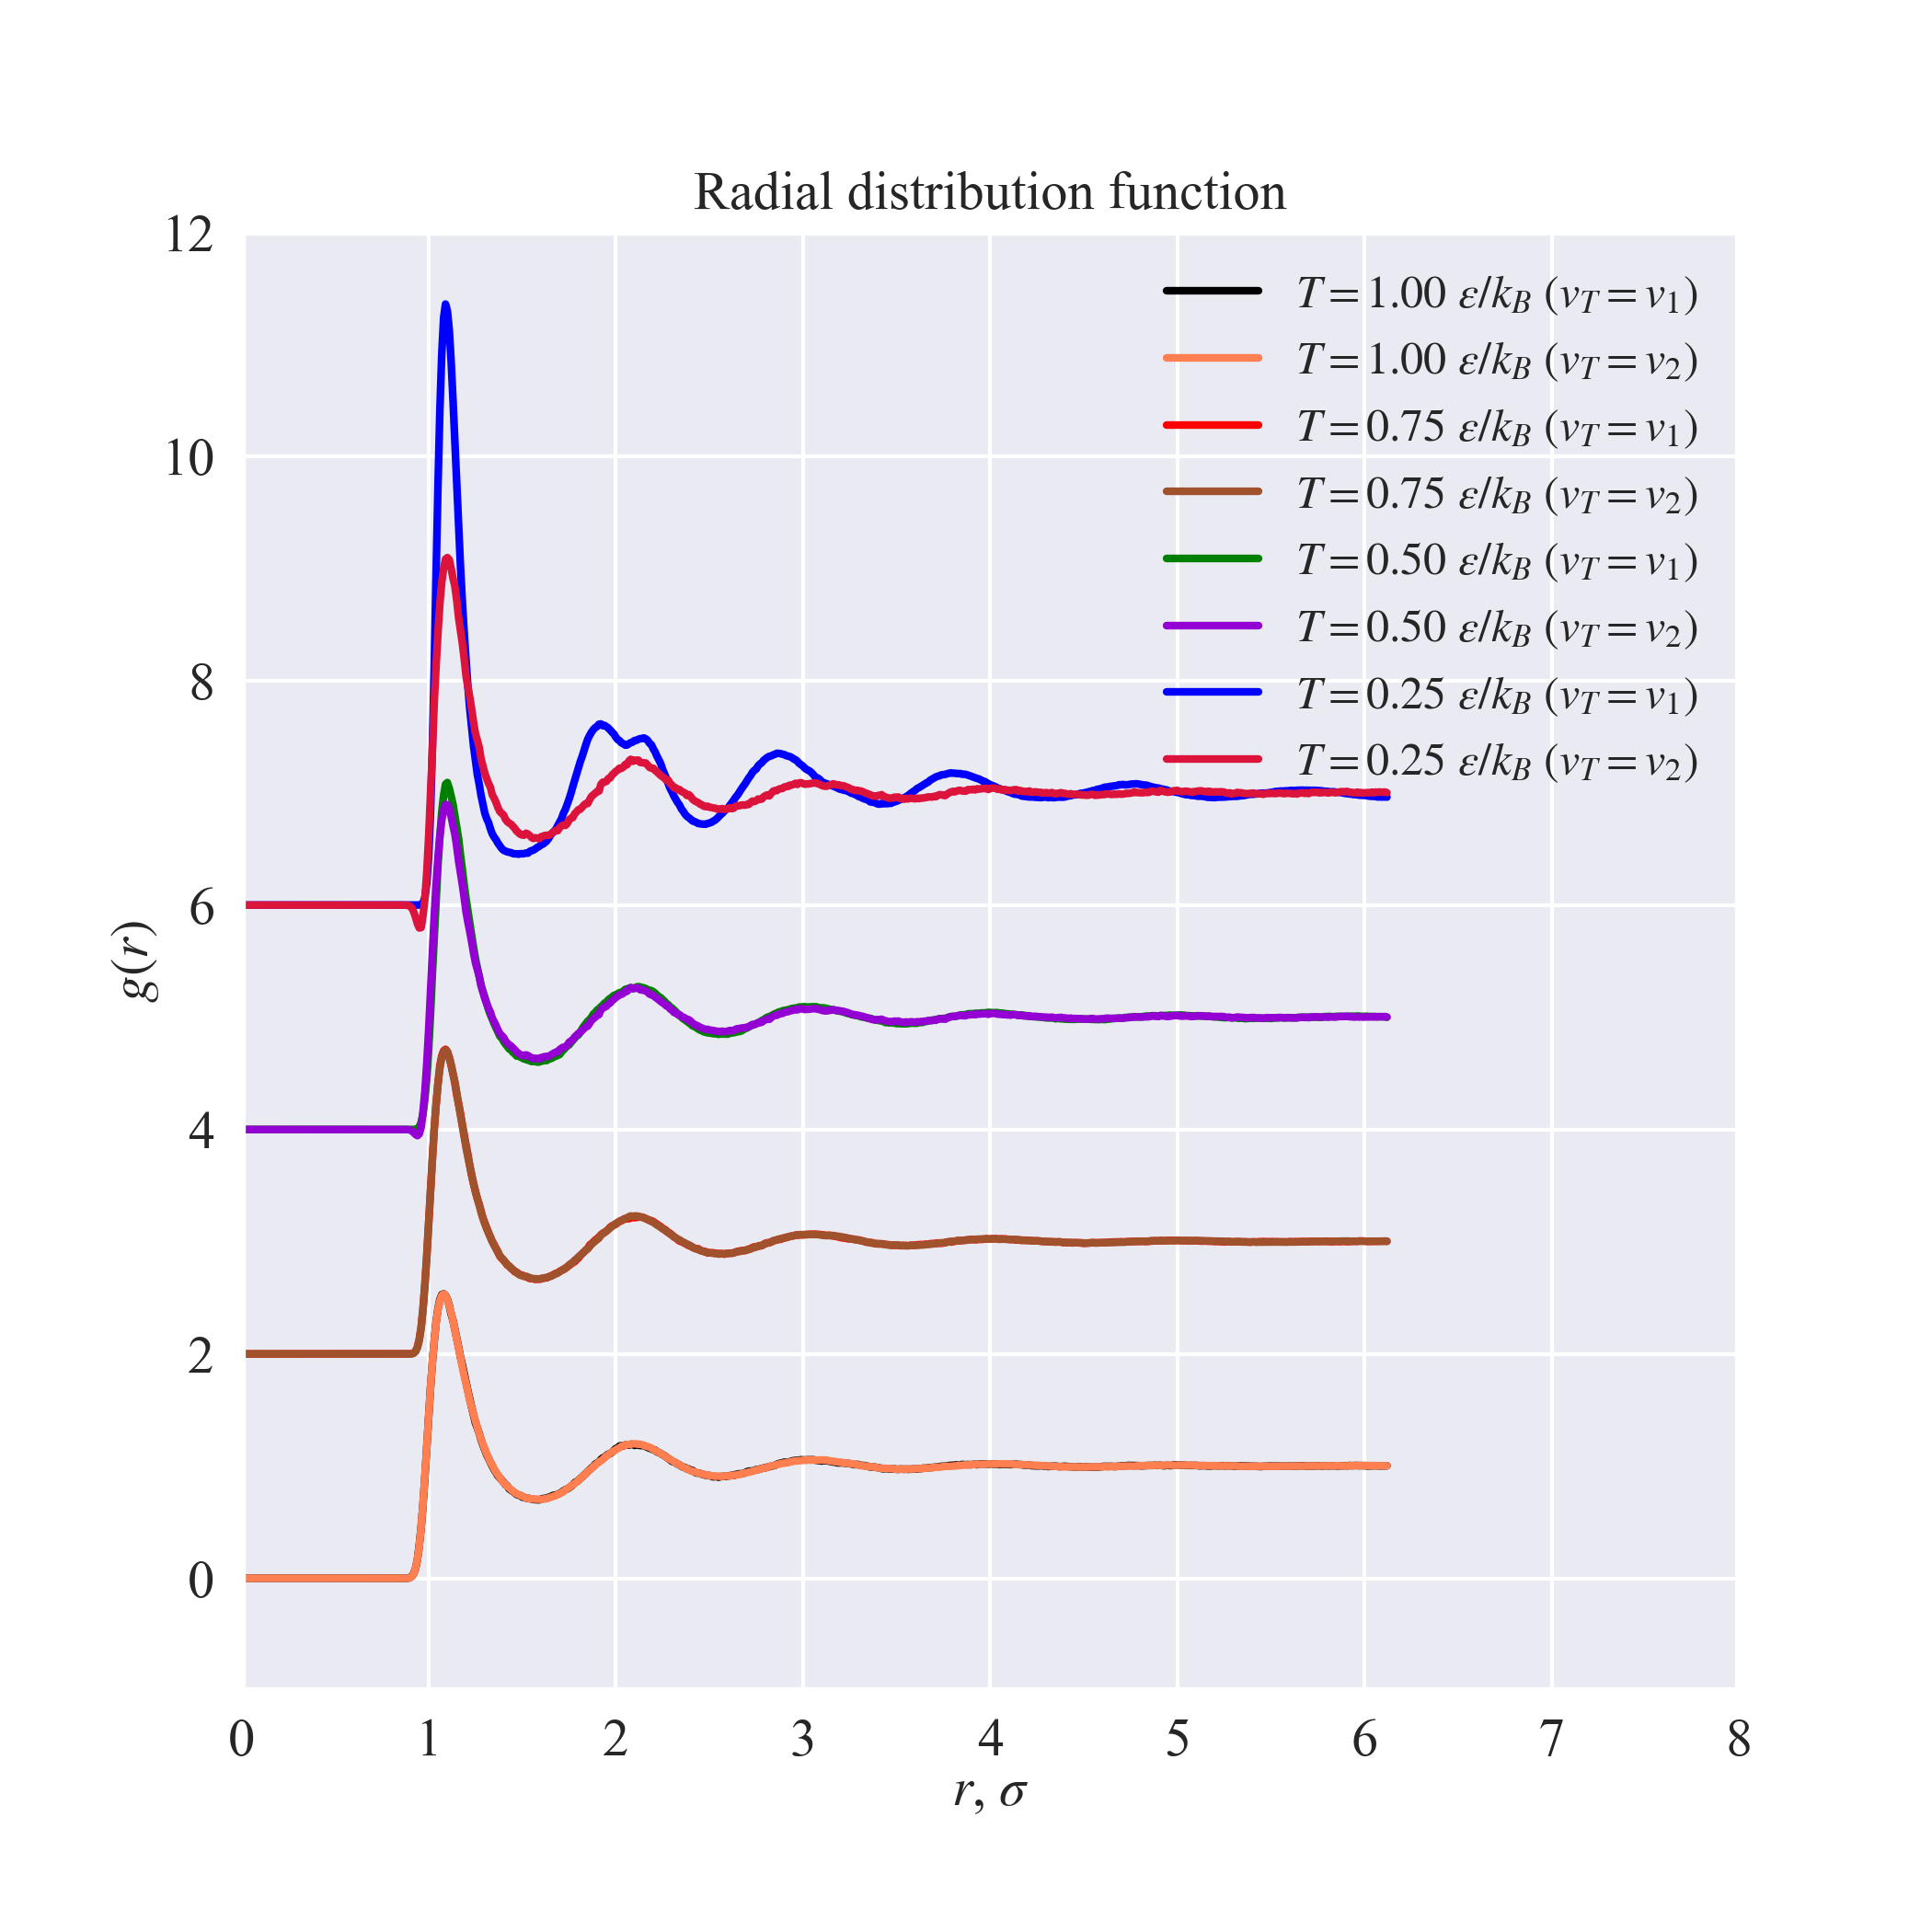 Radial distribution function
12
10
8
6
4
2
0
g(r)
T = 1.00 ε/k_B (v_T = v_1)
T = 1.00 ε/k_B (v_T = v_2)
T = 0.75 ε/k_B (v_T = v_1)
T = 0.75 ε/k_B (v_T = v_2)
T = 0.50 ε/k_B (v_T = v_1)
T = 0.50 ε/k_B (v_T = v_2)
T = 0.25 ε/k_B (v_T = v_1)
T = 0.25 ε/k_B (v_T = v_2)
0 1 2 3 4 5 6 7 8
r, σ